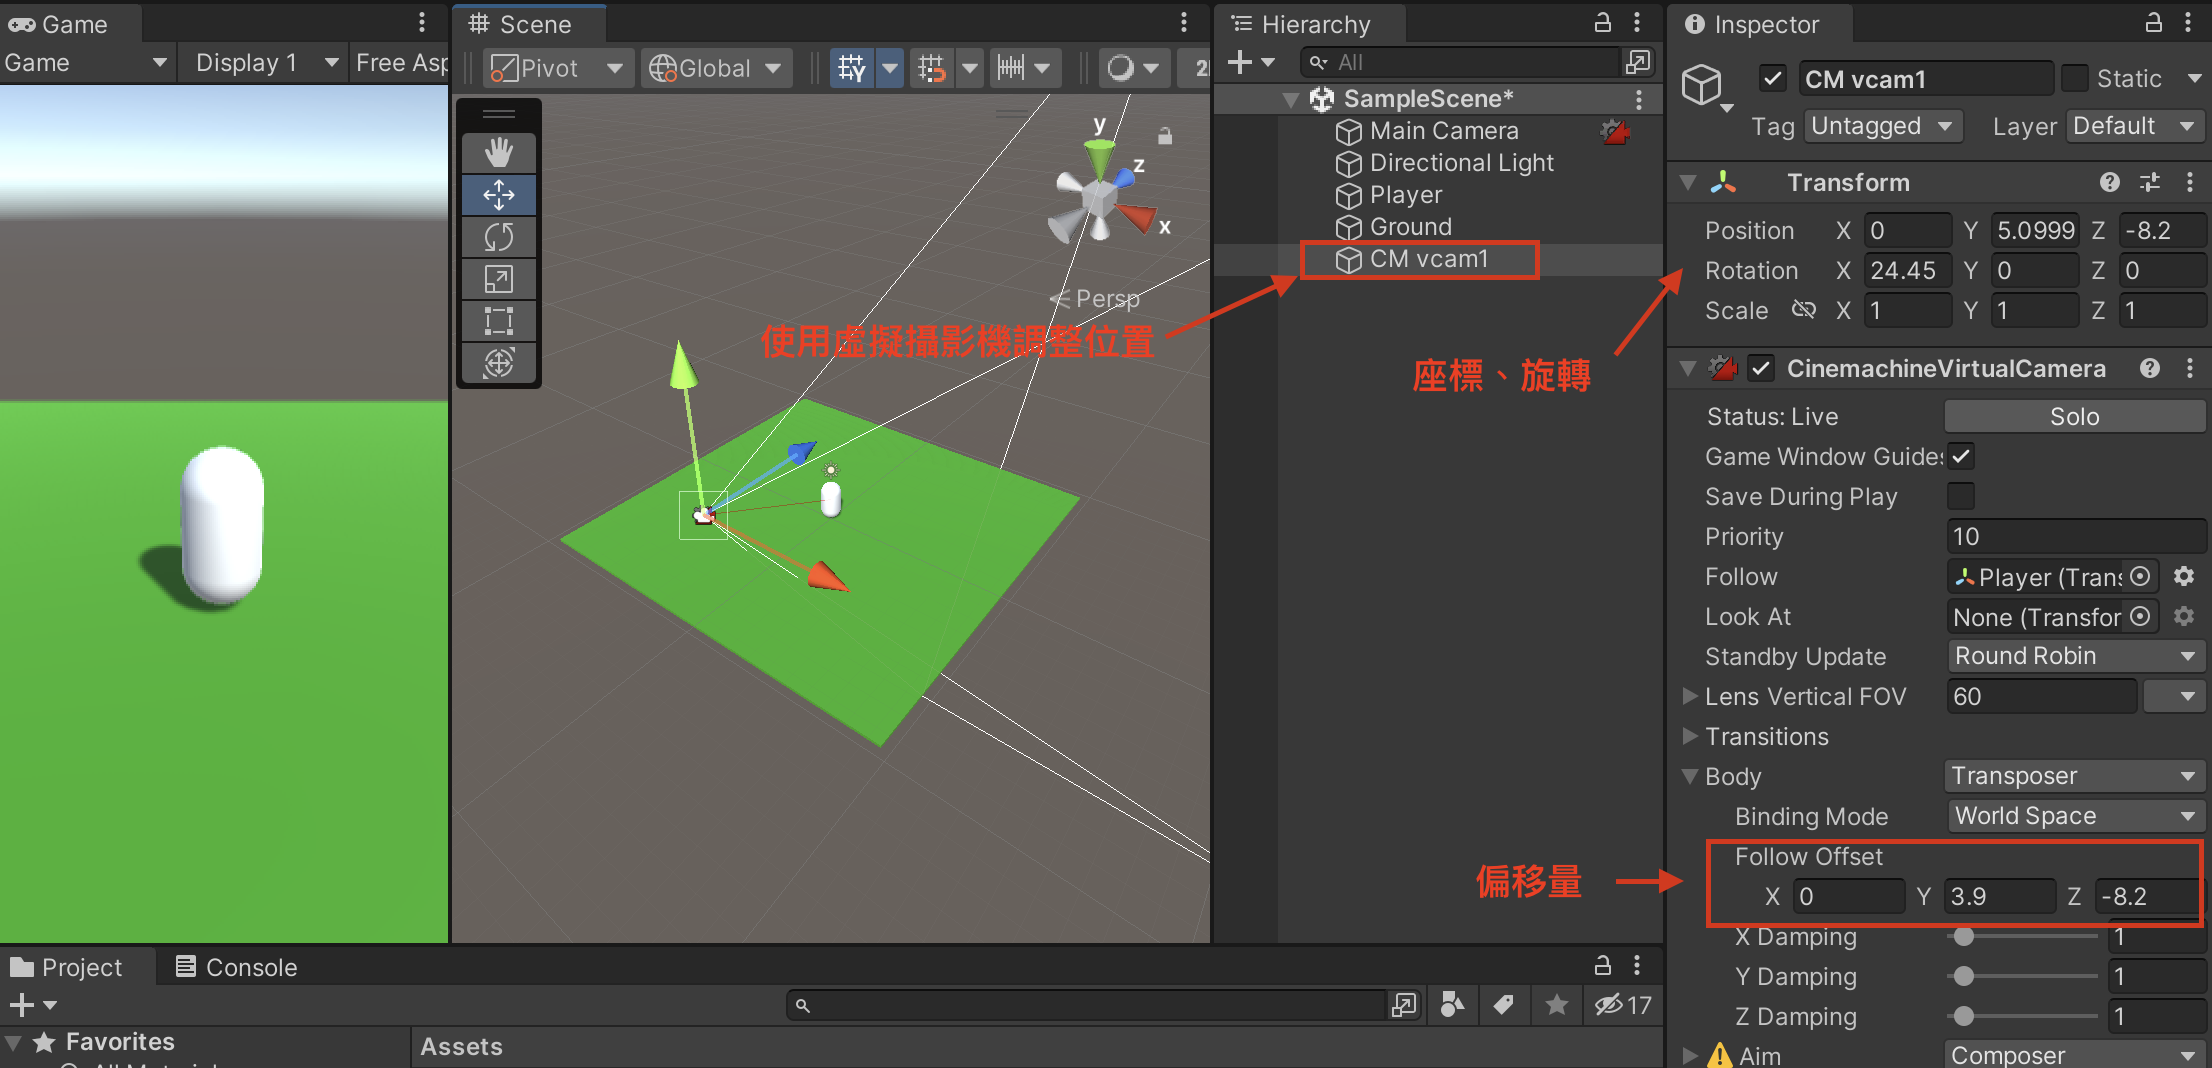 Game
Game
Display 1
Free Asp
Scene
Pivot
Global
y
z
x
Persp
使用虛擬攝影機調整位置
Hierarchy
All
SampleScene*
Main Camera
Directional Light
Player
Ground
CM vcam1
座標、旋轉
偏移量
Inspector
CM vcam1
Static
Tag Untagged Layer Default
Transform
Position X 0 Y 5.0999 Z -8.2
Rotation X 24.45 Y 0 Z 0
Scale X 1 Y 1 Z 1
CinemachineVirtualCamera
Status: Live Solo
Game Window Guides
Save During Play
Priority 10
Follow Player (Trans
Look At None (Transfor
Standby Update Round Robin
Lens Vertical FOV 60
Transitions
Body Transposer
Binding Mode World Space
Follow Offset
X 0 Y 3.9 Z -8.2
X Damping 1
Y Damping 1
Z Damping 1
Aim Composer
Project
Console
17
Favorites
Assets